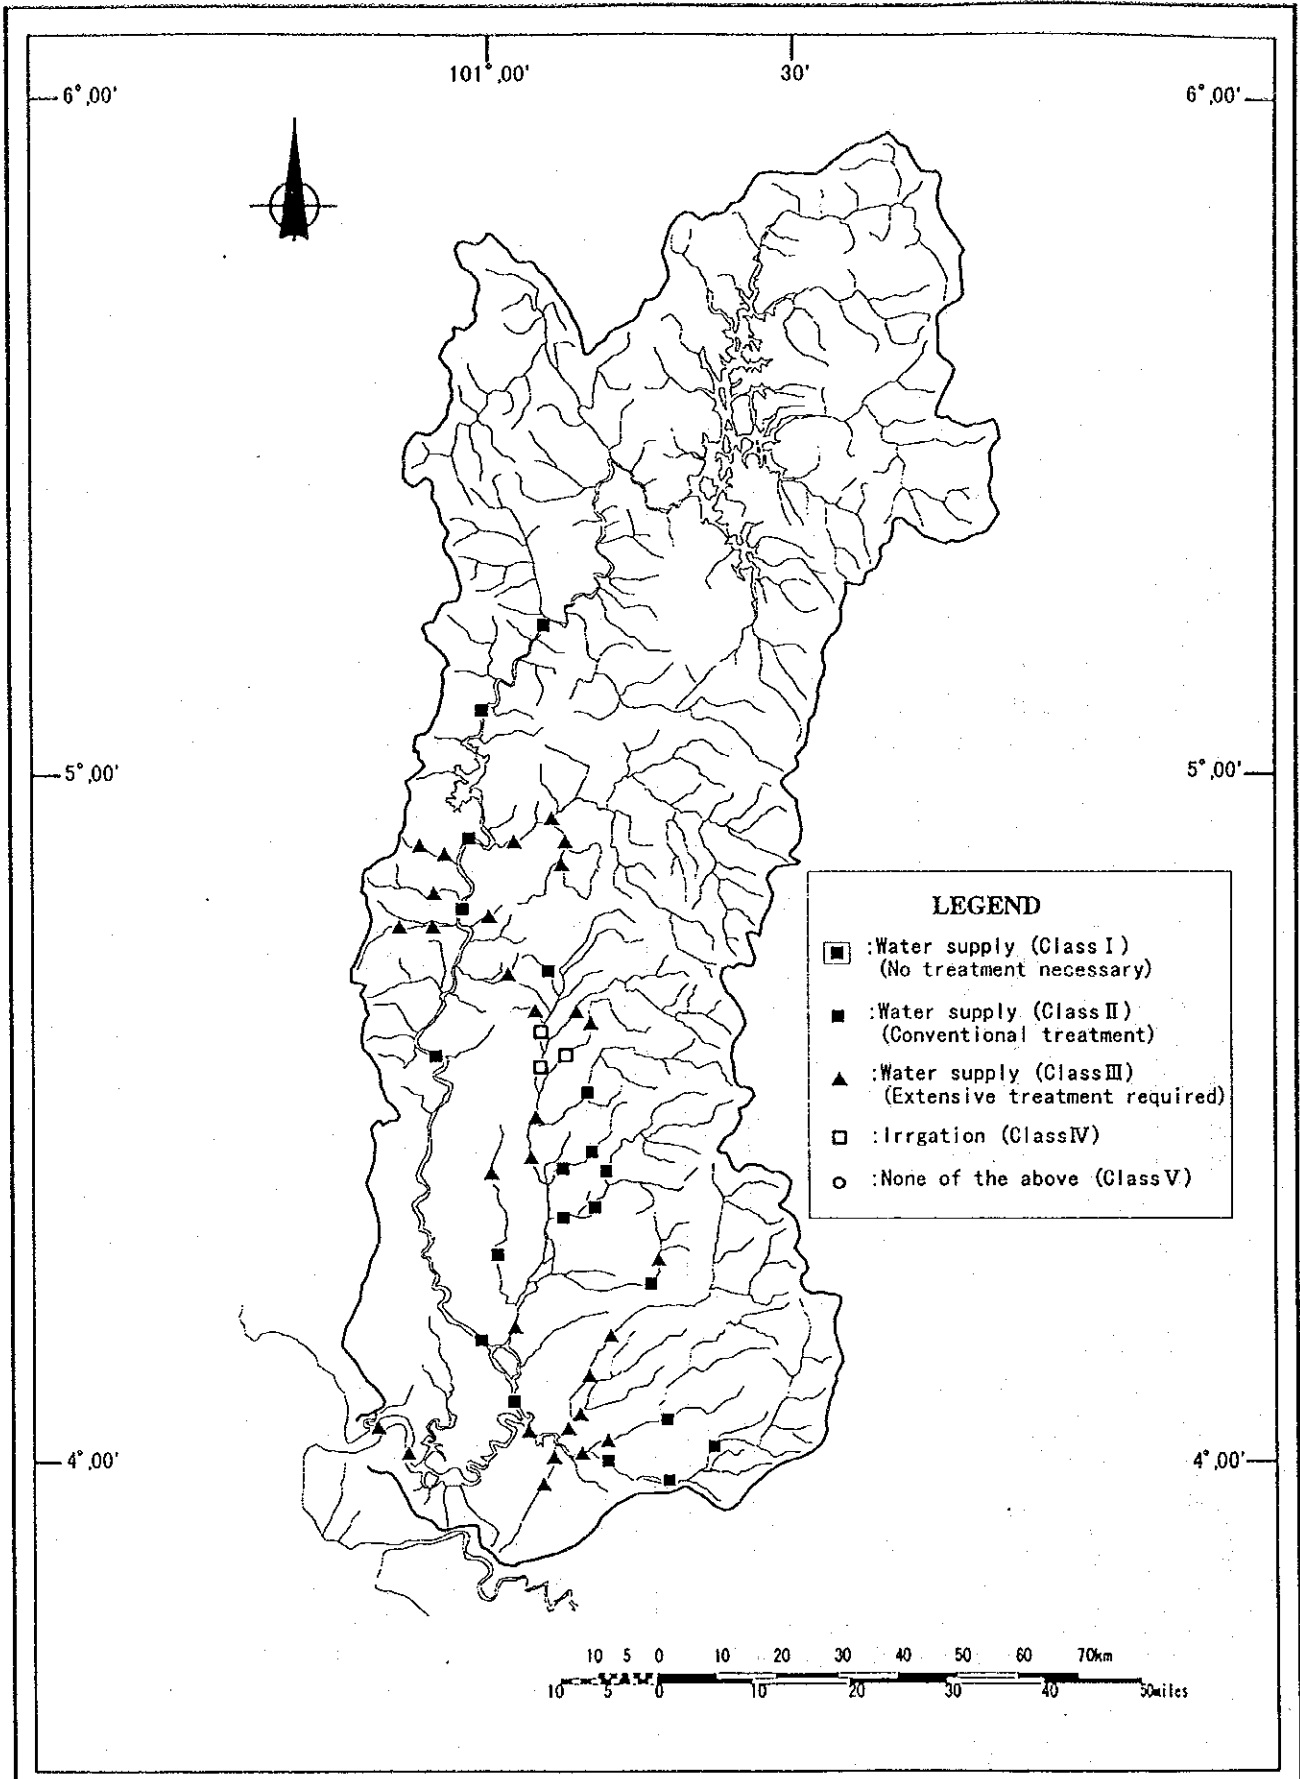 101°,00'
30'
6°,00'
6°,00'
5°,00'
5°,00'
LEGEND
:Water supply (Class I)
(No treatment necessary)
:Water supply (Class Ⅱ)
(Conventional treatment)
:Water supply (Class Ⅲ)
(Extensive treatment required)
:Irrgation (Class Ⅳ)
:None of the above (Class Ⅴ)
4°,00'
4°,00'
10 5 0 10 20 30 40 50 60 70km
10 5 0 10 20 30 40 50miles